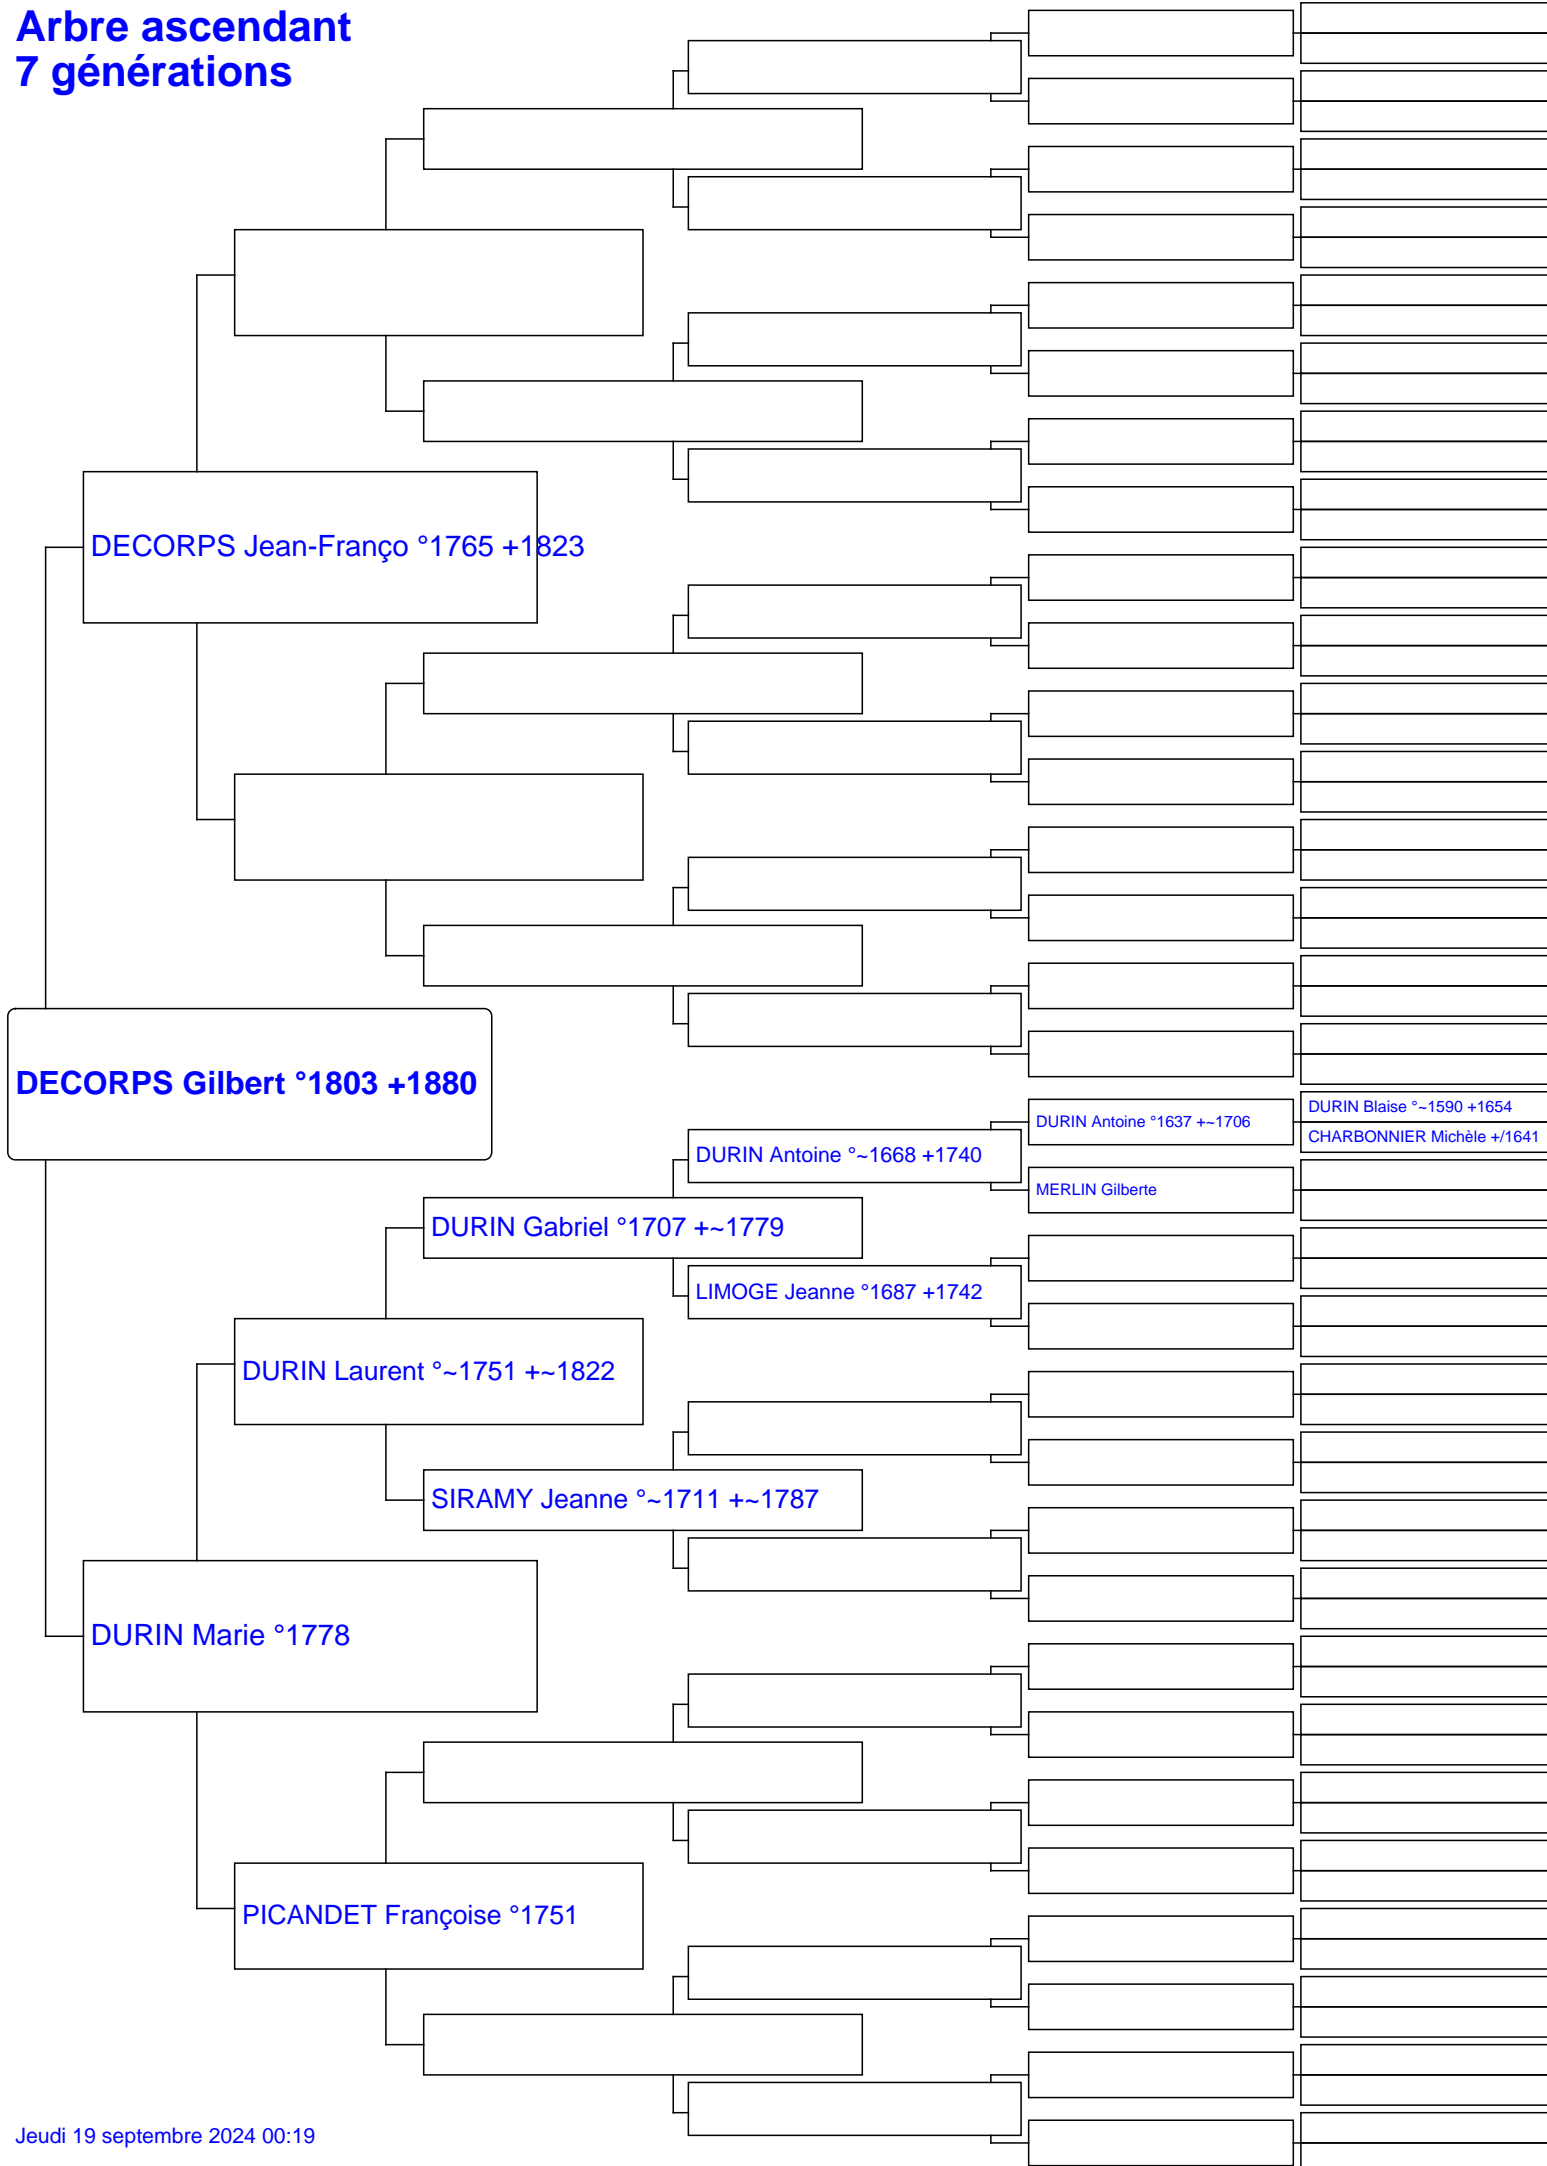 Arbre ascendant
7 générations
DECORPS Jean-Franço °1765 +1823
DECORPS Gilbert °1803 +1880
DURIN Blaise °~1590 +1654
DURIN Antoine °1637 +~1706
CHARBONNIER Michèle +/1641
DURIN Antoine °~1668 +1740
MERLIN Gilberte
DURIN Gabriel °1707 +~1779
LIMOGE Jeanne °1687 +1742
DURIN Laurent °~1751 +~1822
SIRAMY Jeanne °~1711 +~1787
DURIN Marie °1778
PICANDET Françoise °1751
Jeudi 19 septembre 2024 00:19